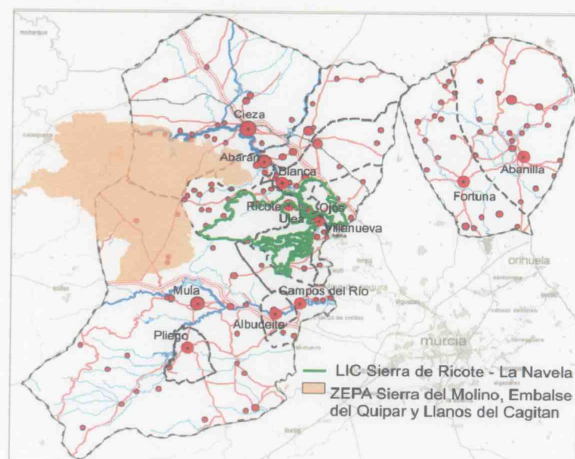 Cieza
Abarán
Blanca
Ricote
Ojós
Ulea
Villanueva
Abanilla
Fortuna
orihuela
Mula
Campos del Río
Albudeite
Pliego
murcia
LIC Sierra de Ricote - La Navela
ZEPA Sierra del Molino, Embalse
del Quipar y Llanos del Cagitan